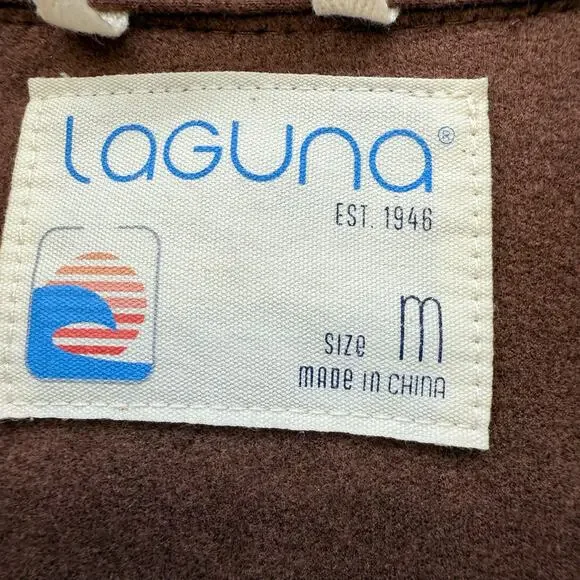 LaGUna®
EST. 1946
SIZE M
MADE IN CHINA